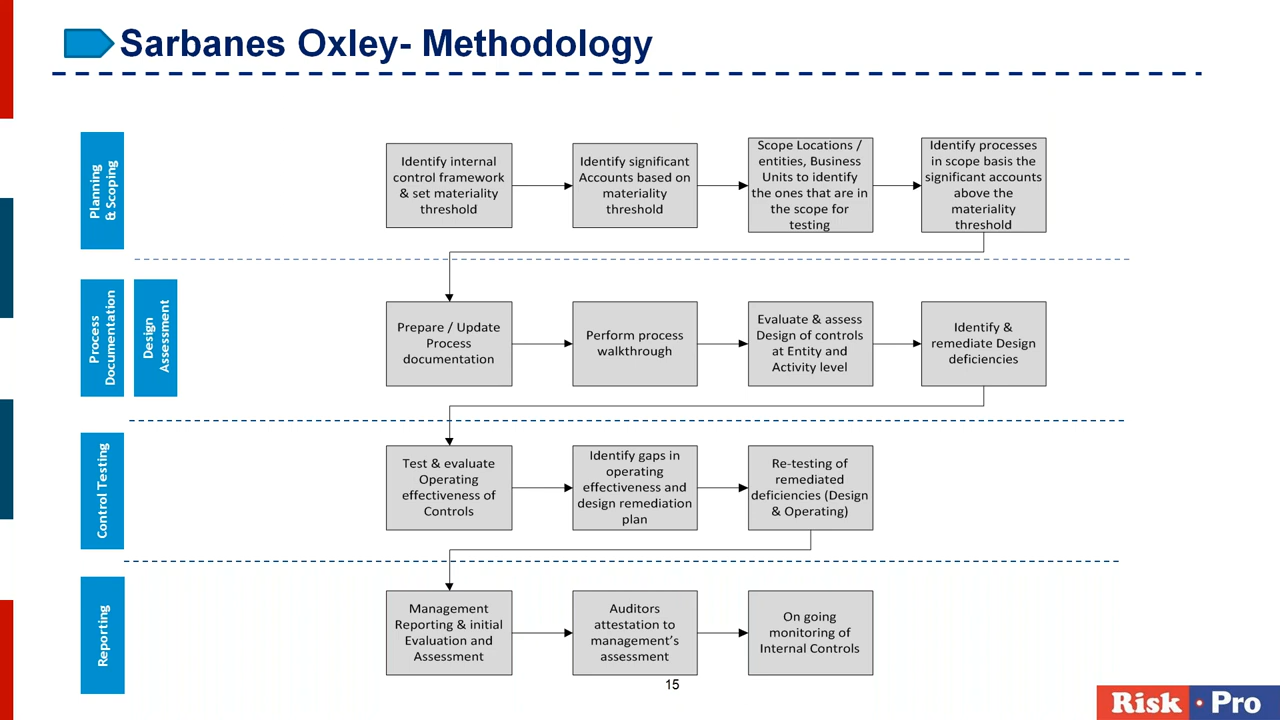 Sarbanes Oxley- Methodology
Planning
& Scoping
Identify internal
control framework
& set materiality
threshold
Identify significant
Accounts based on
materiality
threshold
Scope Locations /
entities, Business
Units to identify
the ones that are in
the scope for
testing
Identify processes
in scope basis the
significant accounts
above the
materiality
threshold
Process
Documentation
Design
Assessment
Prepare / Update
Process
documentation
Perform process
walkthrough
Evaluate & assess
Design of controls
at Entity and
Activity level
Identify &
remediate Design
deficiencies
Control Testing
Test & evaluate
Operating
effectiveness of
Controls
Identify gaps in
operating
effectiveness and
design remediation
plan
Re-testing of
remediated
deficiencies (Design
& Operating)
Reporting
Management
Reporting & initial
Evaluation and
Assessment
Auditors
attestation to
management's
assessment
On going
monitoring of
Internal Controls
15
Risk • Pro